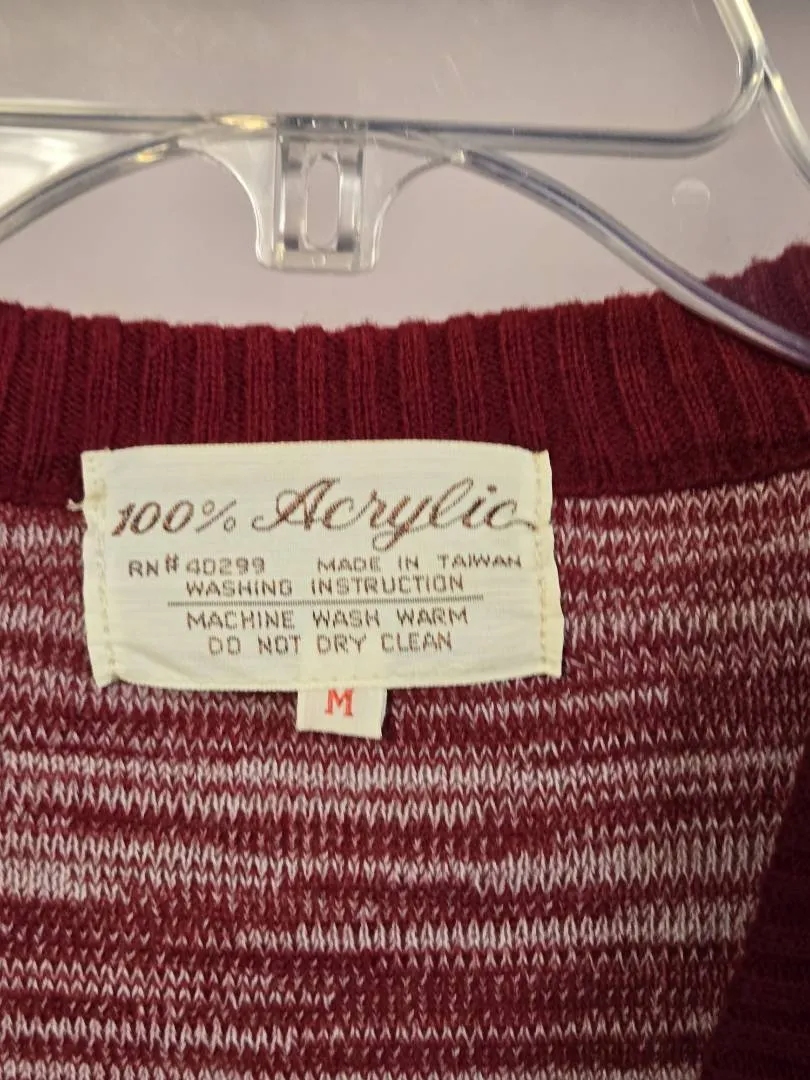 100% Acrylic
RN# 40299 MADE IN TAIWAN
WASHING INSTRUCTION
MACHINE WASH WARM
DO NOT DRY CLEAN
M